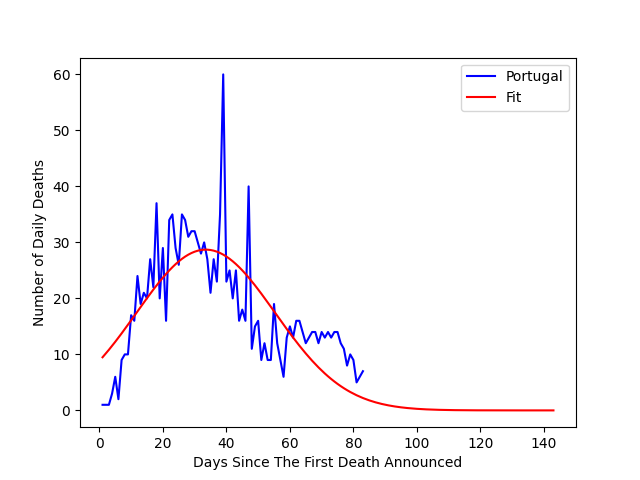 Portugal
Fit
60
50
40
30
20
10
0
Number of Daily Deaths
0 20 40 60 80 100 120 140
Days Since The First Death Announced